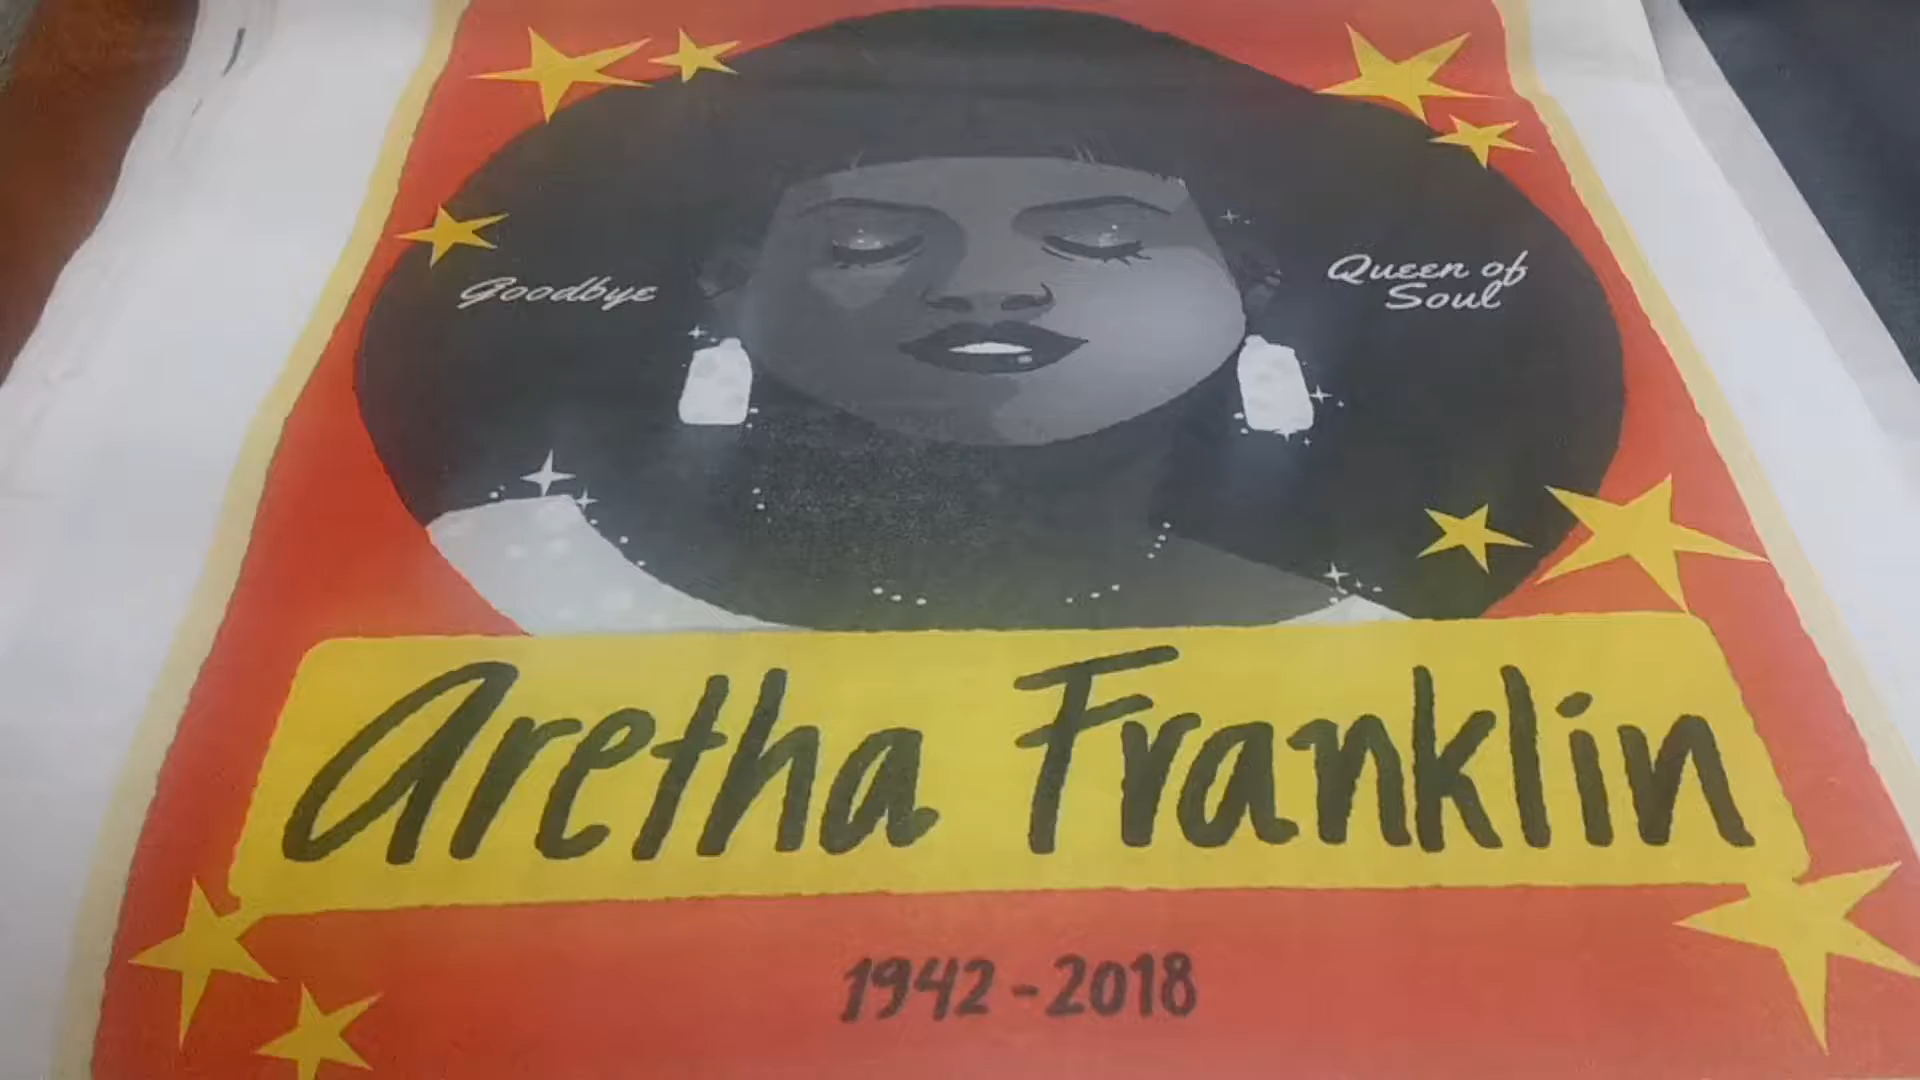 Goodbye
Queen of
Soul
Aretha Franklin
1942 - 2018